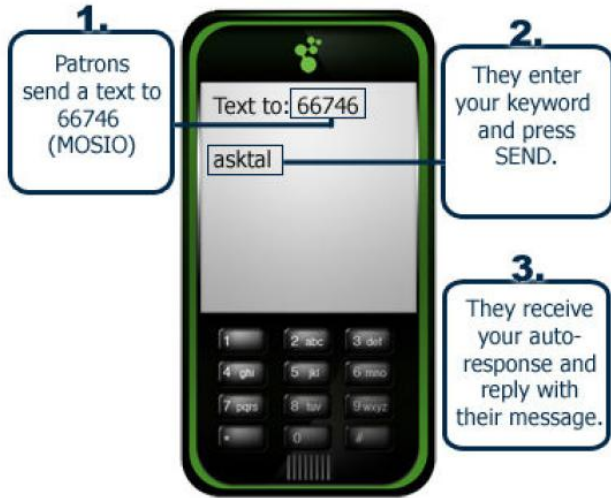 1.
Patrons
send a text to
66746
(MOSIO)
Text to: 66746
asktal
2.
They enter
your keyword
and press
SEND.
3.
They receive
your auto-
response and
reply with
their message.
1
2 abc
3 def
4 ghi
5 jkl
6 mno
7 pqrs
8 tuv
9 wxyz
*
0
#